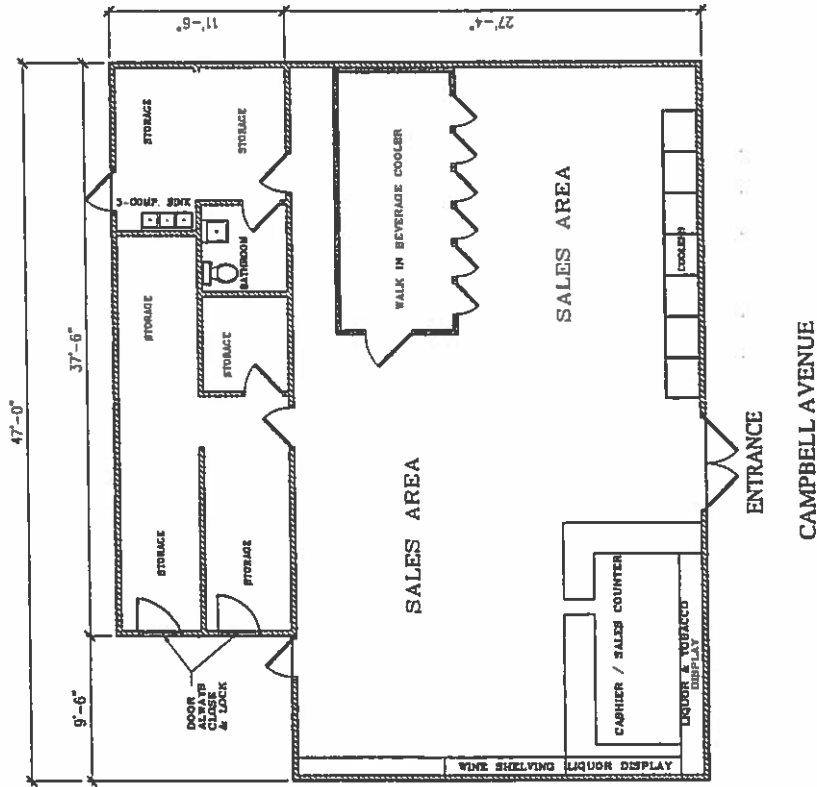 47'-0"
37'-6"
9'-6"
11'-6"
27'-4"
STORAGE
STORAGE
3-COMP. SINK
STORAGE
BATHROOM
STORAGE
STORAGE
STORAGE
DOOR
ALWAYS
CLOSE
& LOCK
WALK IN BEVERAGE COOLER
SALES AREA
SALES AREA
COOLERS
CASHIER / SALES COUNTER
LIQUOR & TOBACCO
DISPLAY
WINE SHELVING
LIQUOR DISPLAY
ENTRANCE
CAMPBELL AVENUE